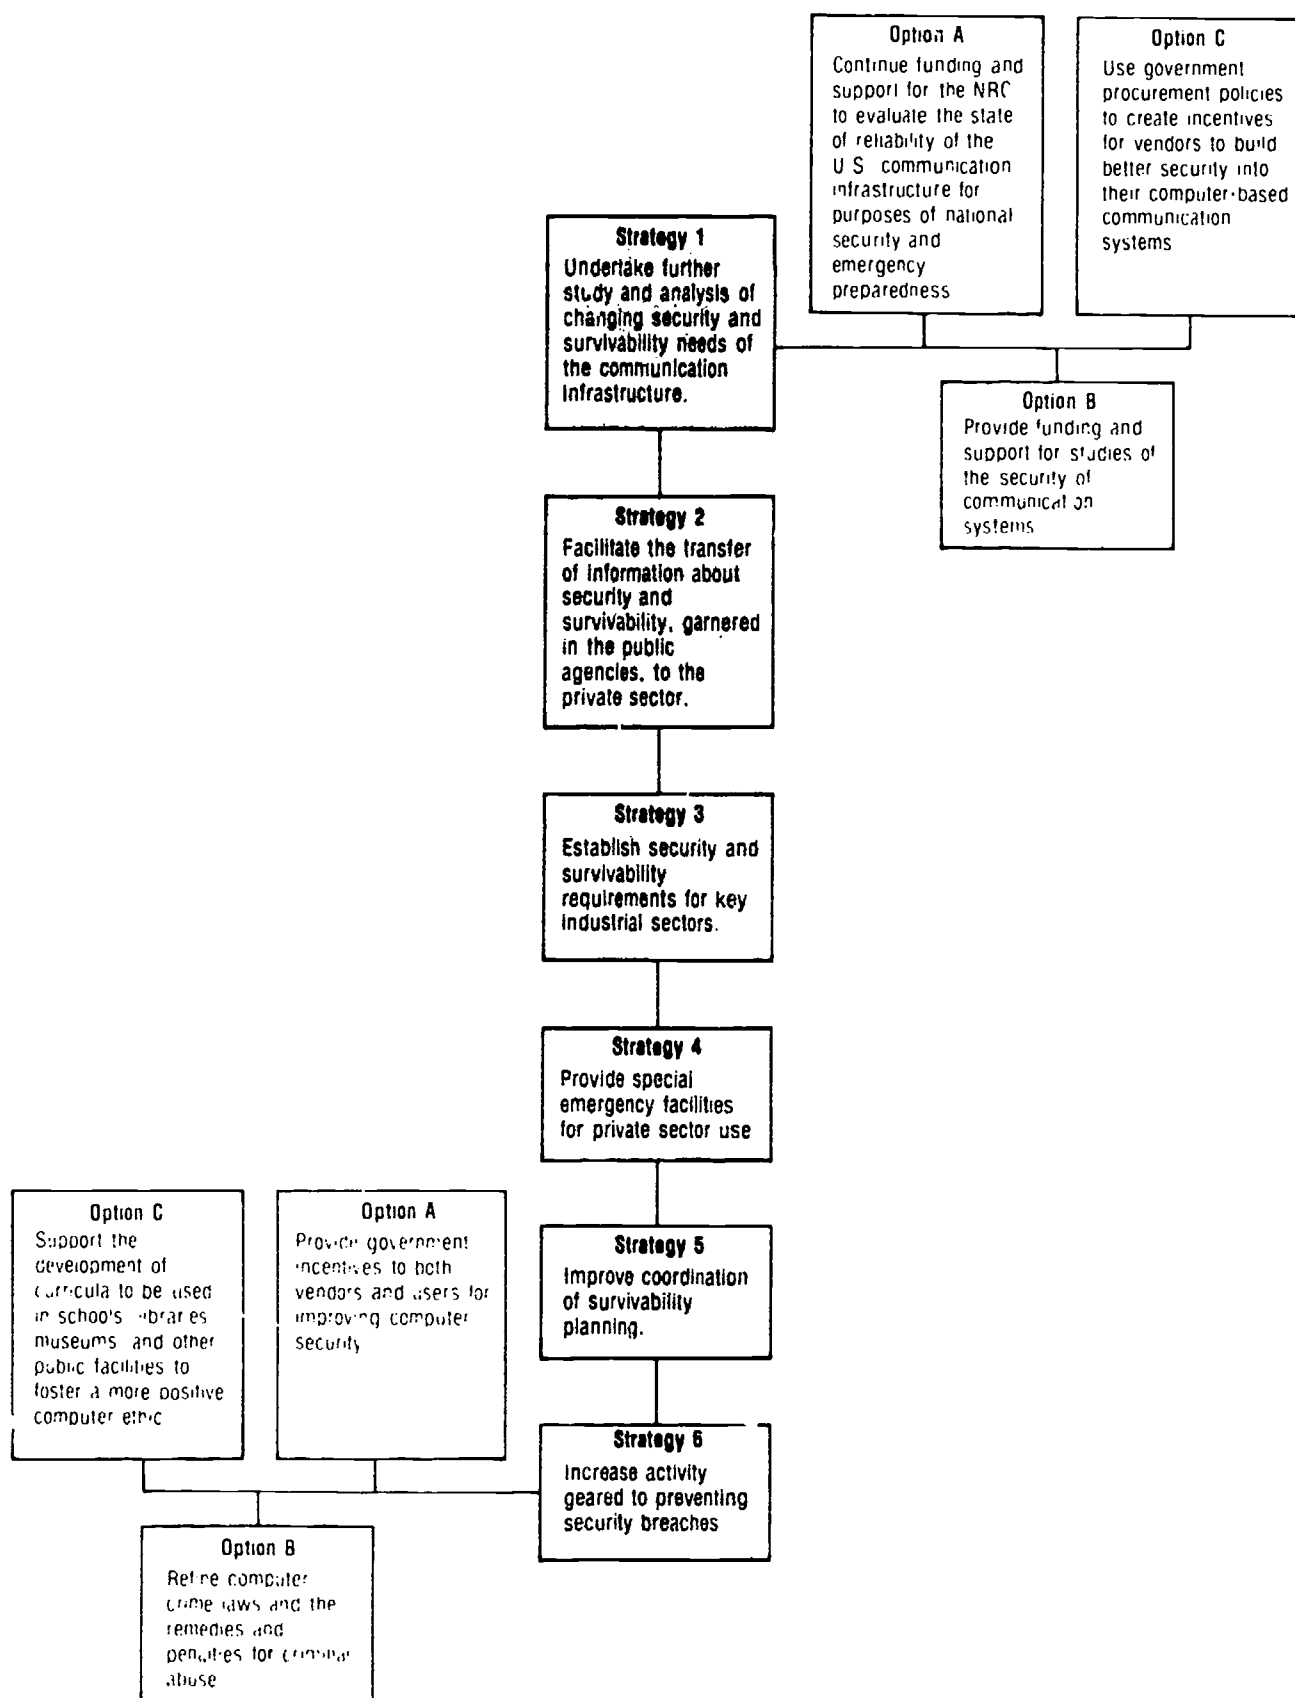 Option A
Continue funding and
support for the NRC
to evaluate the state
of reliability of the
U S communication
infrastructure for
purposes of national
security and
emergency
preparedness
Option C
Use government
procurement policies
to create incentives
for vendors to build
better security into
their computer-based
communication
systems
Strategy 1
Undertake further
study and analysis of
changing security and
survivability needs of
the communication
infrastructure.
Option B
Provide funding and
support for studies of
the security of
communication
systems
Strategy 2
Facilitate the transfer
of information about
security and
survivability, garnered
in the public
agencies, to the
private sector.
Strategy 3
Establish security and
survivability
requirements for key
industrial sectors.
Strategy 4
Provide special
emergency facilities
for private sector use
Option C
Support the
development of
curricula to be used
in schools libraries
museums and other
public facilities to
foster a more positive
computer ethic
Option A
Provide government
incentives to both
vendors and users for
improving computer
security
Strategy 5
Improve coordination
of survivability
planning.
Strategy 6
Increase activity
geared to preventing
security breaches
Option B
Refine computer
crime laws and the
remedies and
penalties for criminal
abuse